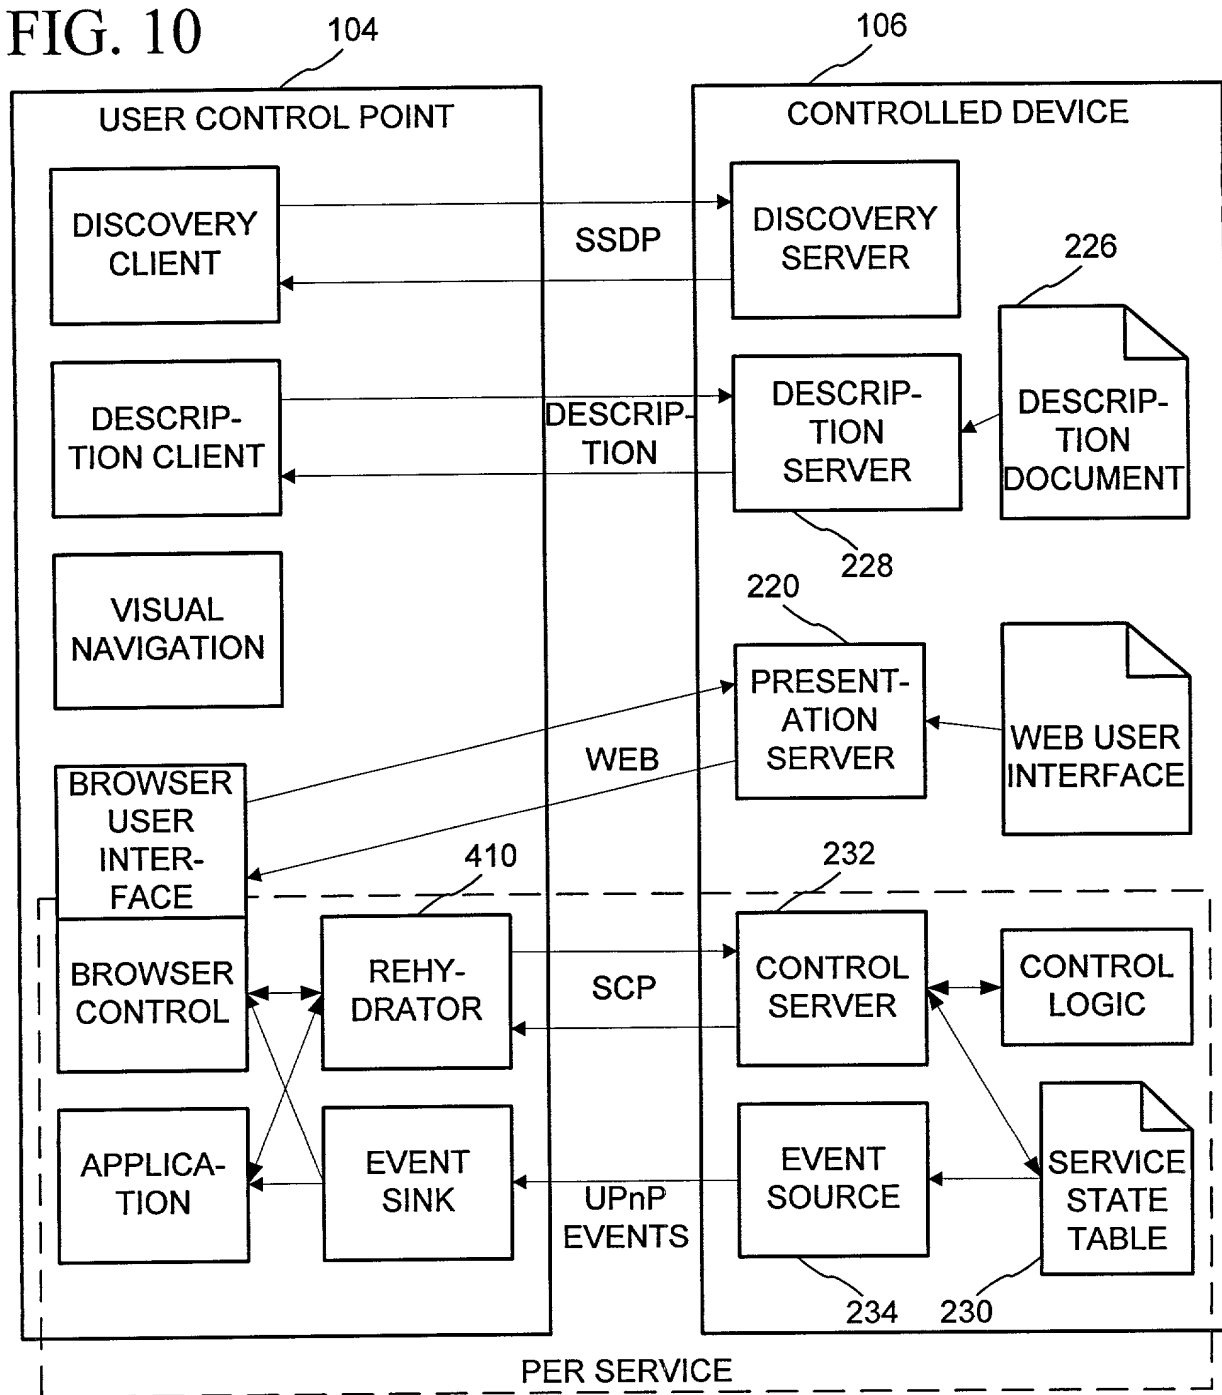 FIG. 10
104
106
USER CONTROL POINT
CONTROLLED DEVICE
DISCOVERY
CLIENT
SSDP
DISCOVERY
SERVER
226
DESCRIP-
TION CLIENT
DESCRIP-
TION
DESCRIP-
TION
SERVER
DESCRIP-
TION
DOCUMENT
228
VISUAL
NAVIGATION
220
PRESENT-
ATION
SERVER
WEB USER
INTERFACE
WEB
BROWSER
USER
INTER-
FACE
410
232
BROWSER
CONTROL
REHY-
DRATOR
SCP
CONTROL
SERVER
CONTROL
LOGIC
APPLICA-
TION
EVENT
SINK
UPnP
EVENTS
EVENT
SOURCE
SERVICE
STATE
TABLE
234
230
PER SERVICE